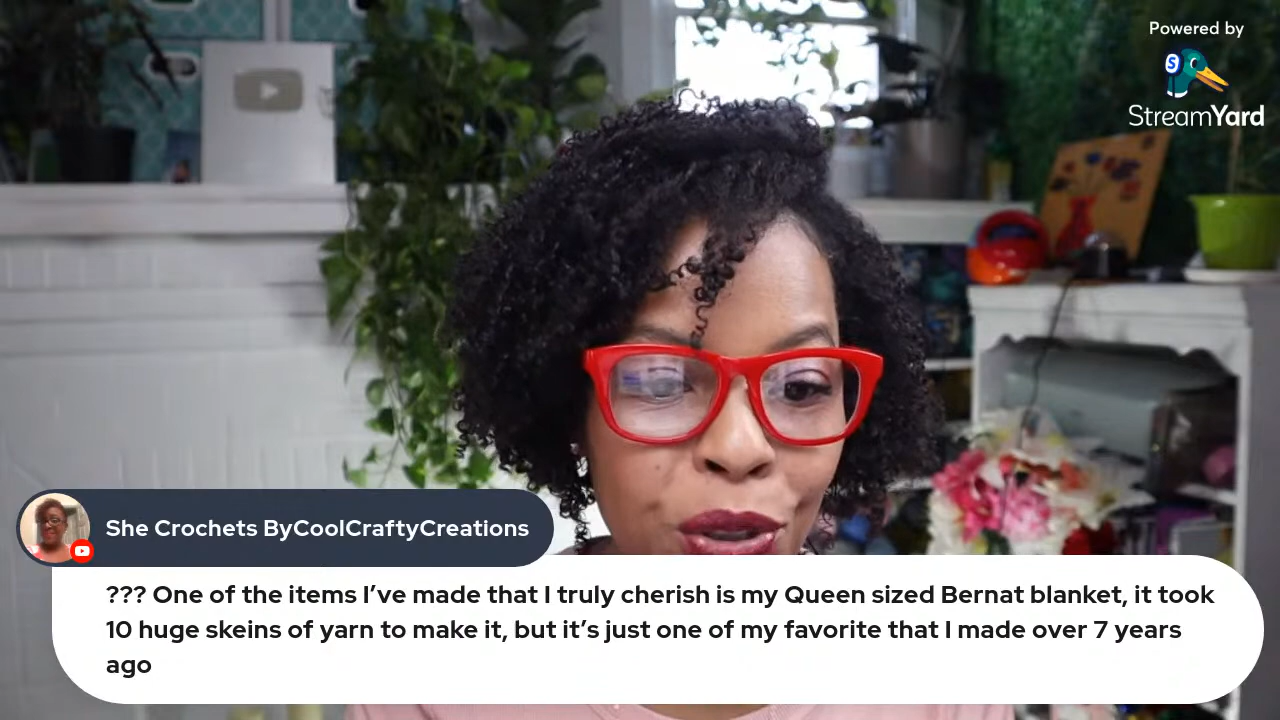 Powered by
StreamYard
She Crochets ByCoolCraftyCreations
??? One of the items I’ve made that I truly cherish is my Queen sized Bernat blanket, it took
10 huge skeins of yarn to make it, but it’s just one of my favorite that I made over 7 years
ago